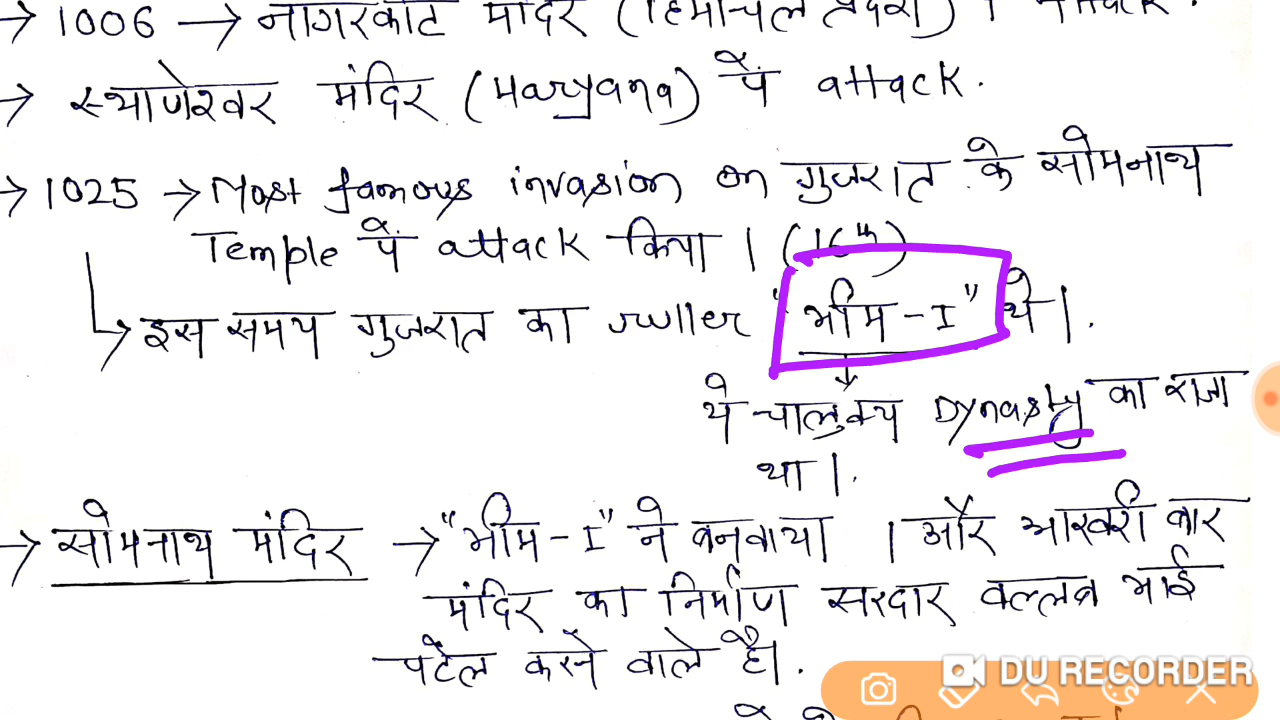 → 1006 → नागरकोट मंदिर (हिमाचल प्रदेश) । attack.
→ स्थाणेश्वर मंदिर (Haryana) पें attack.
→ 1025 → Most famous invasion on गुजरात के सोमनाथ
Temple पें attack किया । (16th)
इस समय गुजरात का ruller "भीम-I" थे ।.
ये चालुक्य Dynasty का राजा
था ।.
→ सोमनाथ मंदिर → "भीम-I" ने बनवाया । और आखरी बार
मंदिर का निर्माण सरदार वल्लब भाई
पटेल करने वाले है।.
DU RECORDER